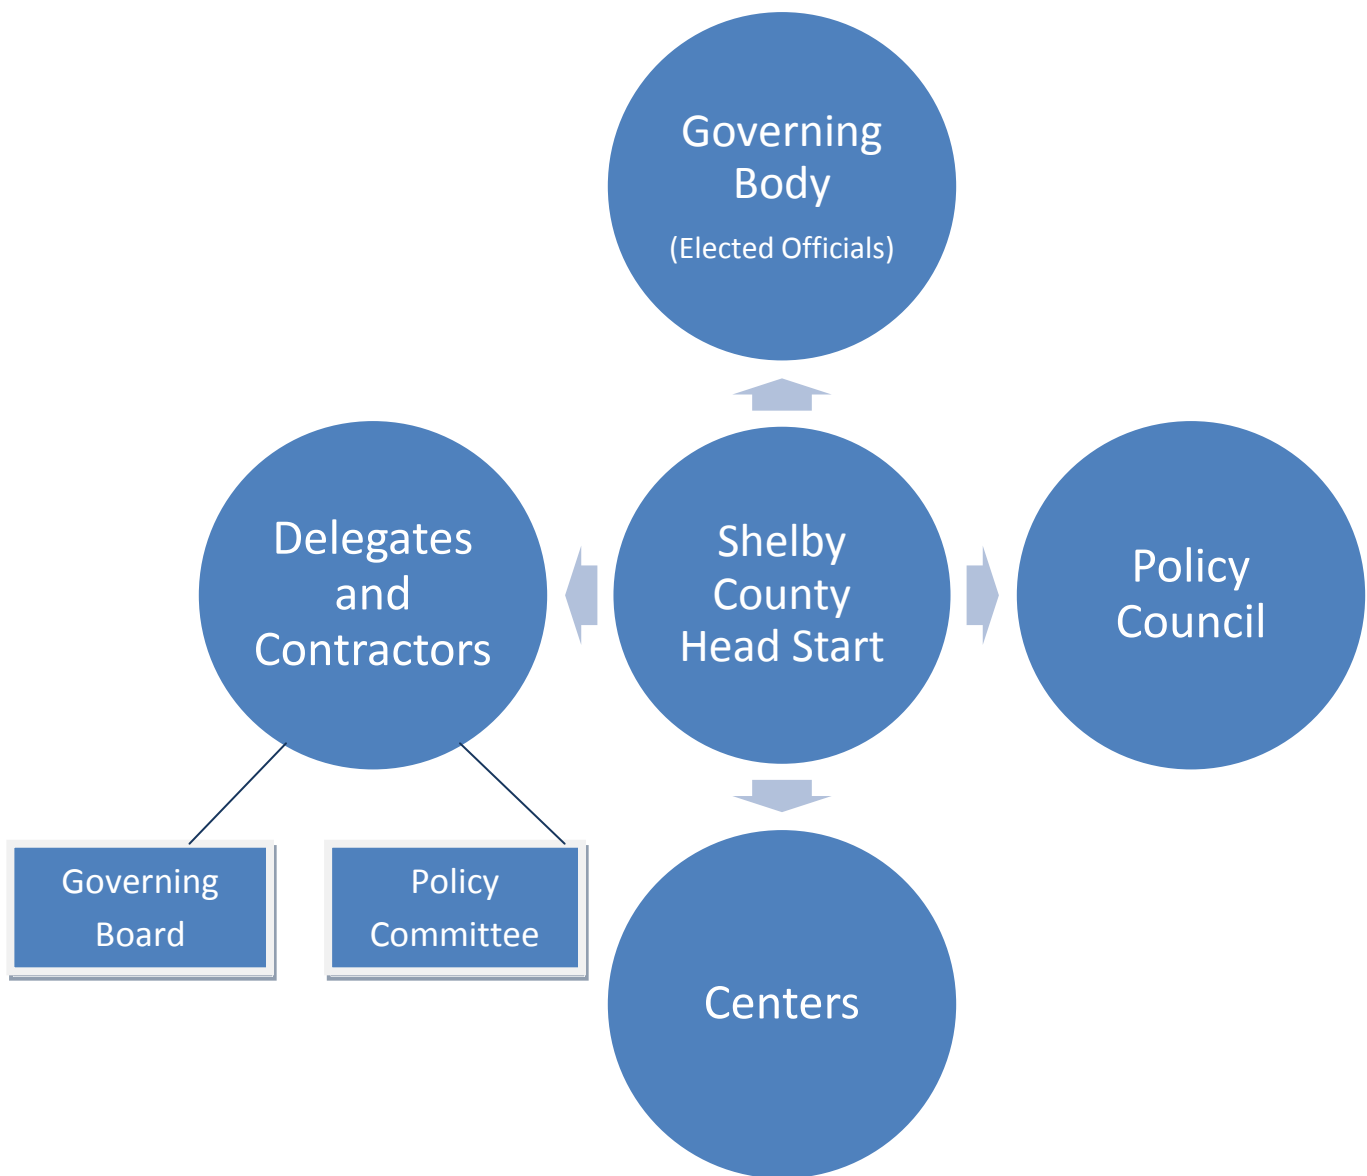 Governing
Body
(Elected Officials)
Delegates
and
Contractors
Shelby
County
Head Start
Policy
Council
Governing
Board
Policy
Committee
Centers